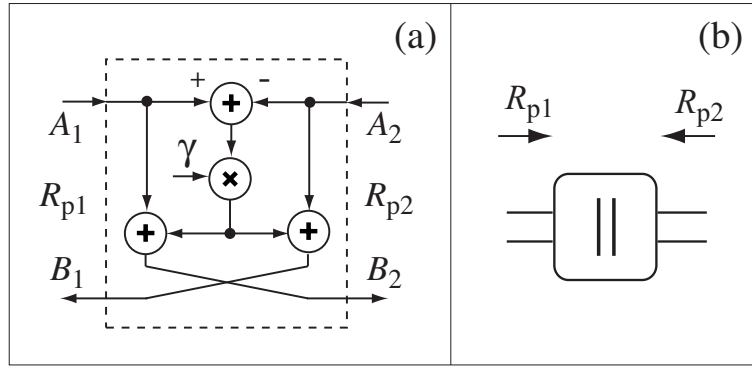 (a)
+ -
+
A1 A2
γ
×
Rp1 Rp2
+ +
B1 B2
(b)
Rp1 Rp2